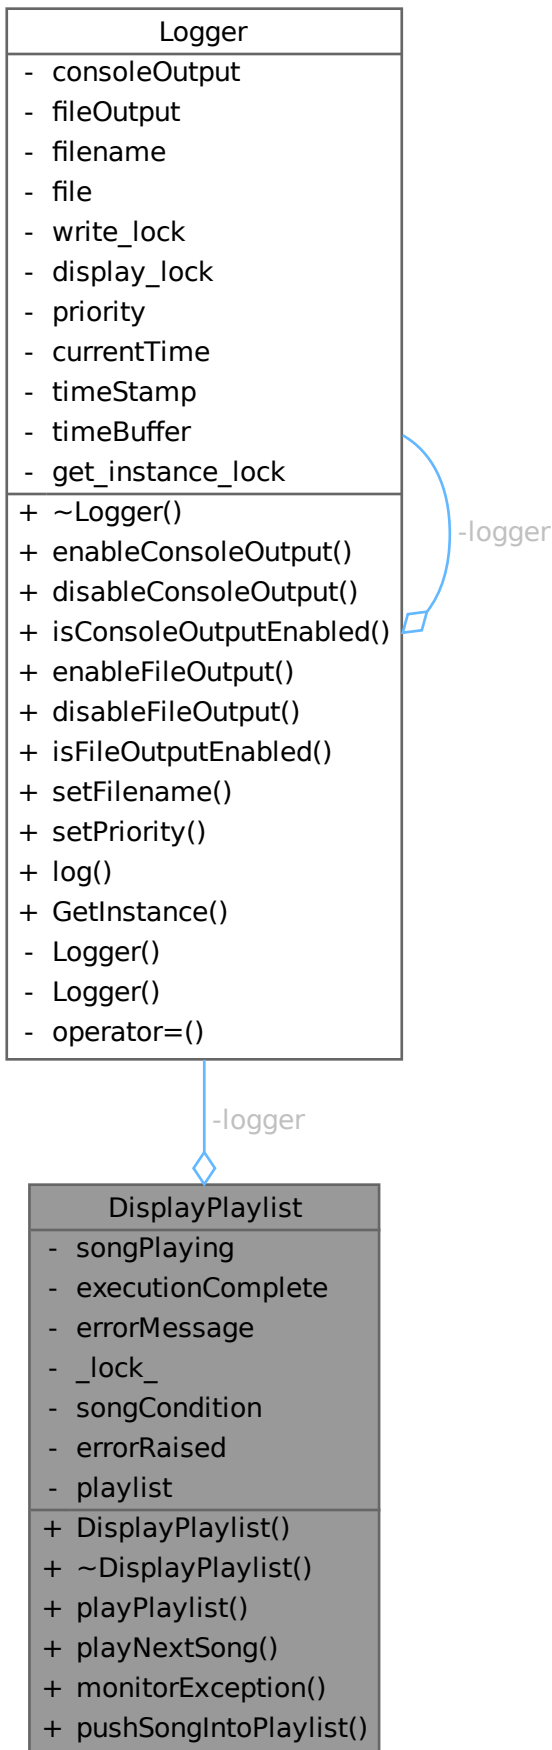 Logger
- consoleOutput
- fileOutput
- filename
- file
- write_lock
- display_lock
- priority
- currentTime
- timeStamp
- timeBuffer
- get_instance_lock
+ ~Logger()
+ enableConsoleOutput()
+ disableConsoleOutput()
+ isConsoleOutputEnabled()
+ enableFileOutput()
+ disableFileOutput()
+ isFileOutputEnabled()
+ setFilename()
+ setPriority()
+ log()
+ GetInstance()
- Logger()
- Logger()
- operator=()
-logger
-logger
DisplayPlaylist
- songPlaying
- executionComplete
- errorMessage
- _lock_
- songCondition
- errorRaised
- playlist
+ DisplayPlaylist()
+ ~DisplayPlaylist()
+ playPlaylist()
+ playNextSong()
+ monitorException()
+ pushSongIntoPlaylist()